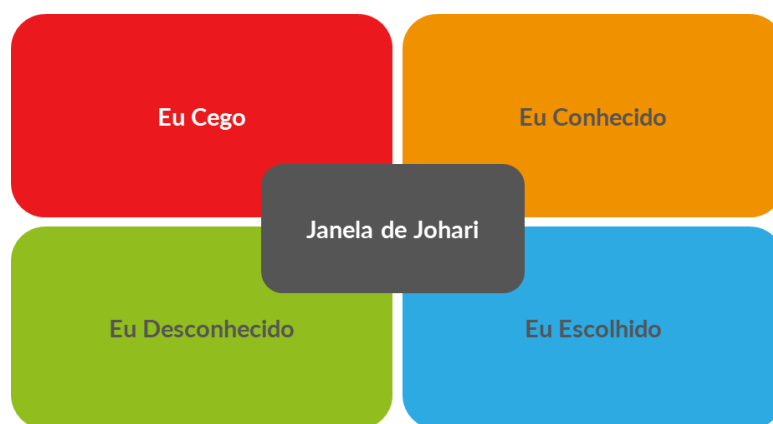 Eu Cego
Eu Conhecido
Janela de Johari
Eu Desconhecido
Eu Escolhido